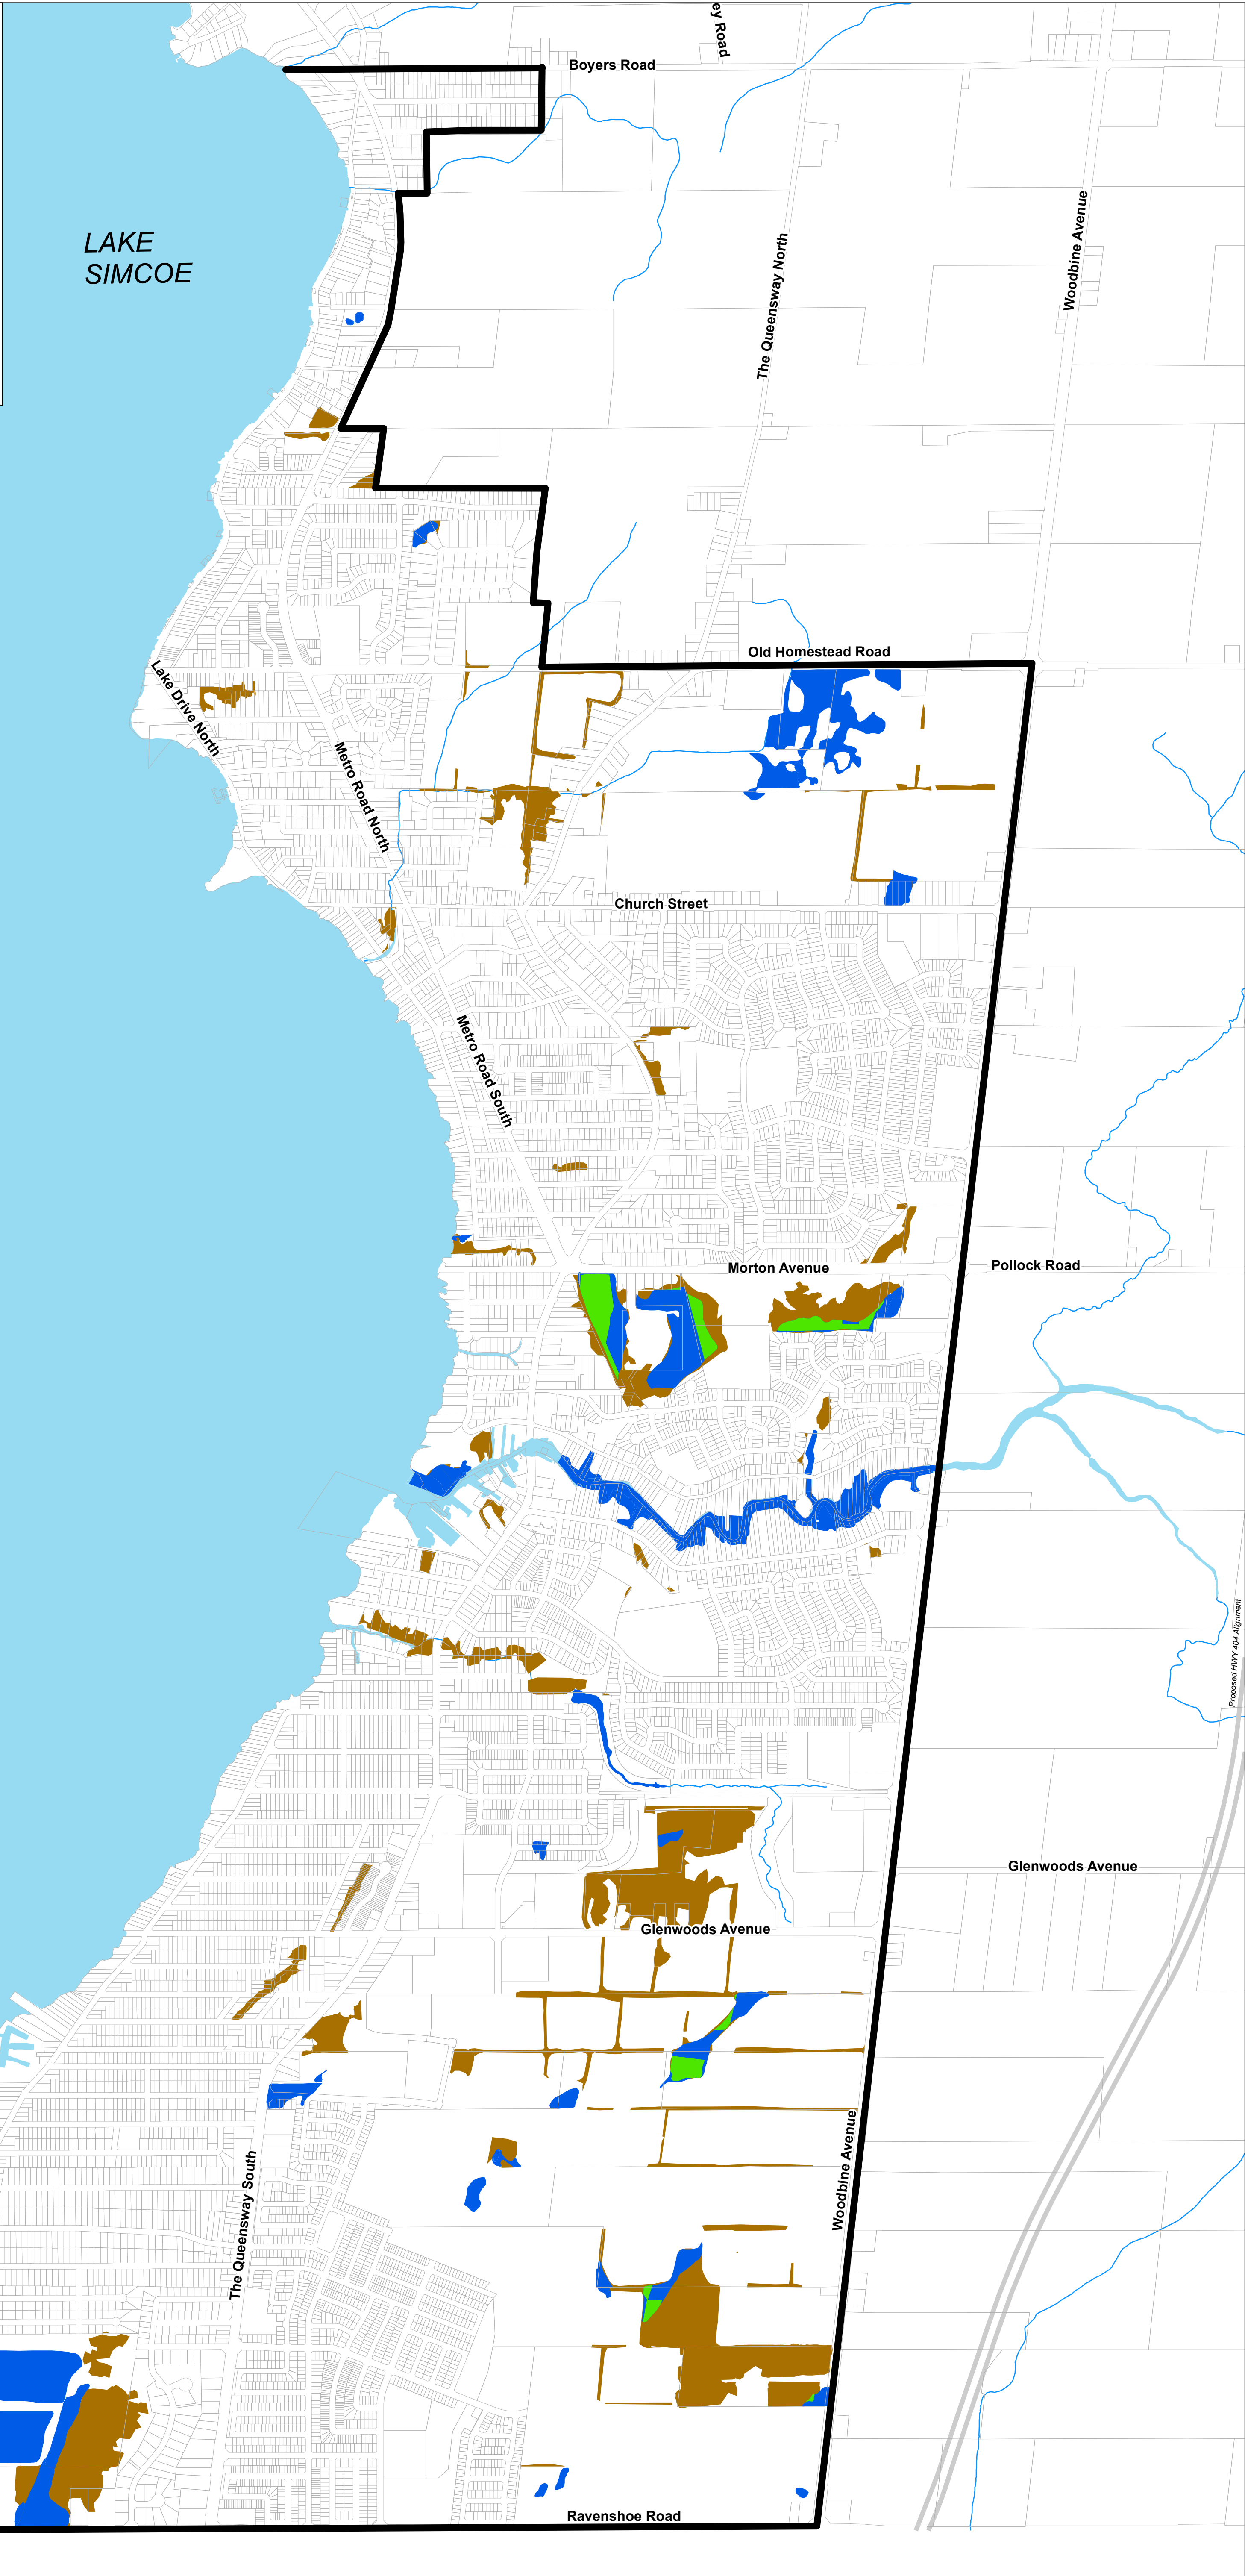 ey Road
Boyers Road
LAKE
SIMCOE
The Queensway North
Woodbine Avenue
Old Homestead Road
Lake Drive North
Metro Road North
Church Street
Metro Road South
Morton Avenue
Pollock Road
Proposed HWY 404 Alignment
Glenwoods Avenue
Glenwoods Avenue
Woodbine Avenue
The Queensway South
Ravenshoe Road